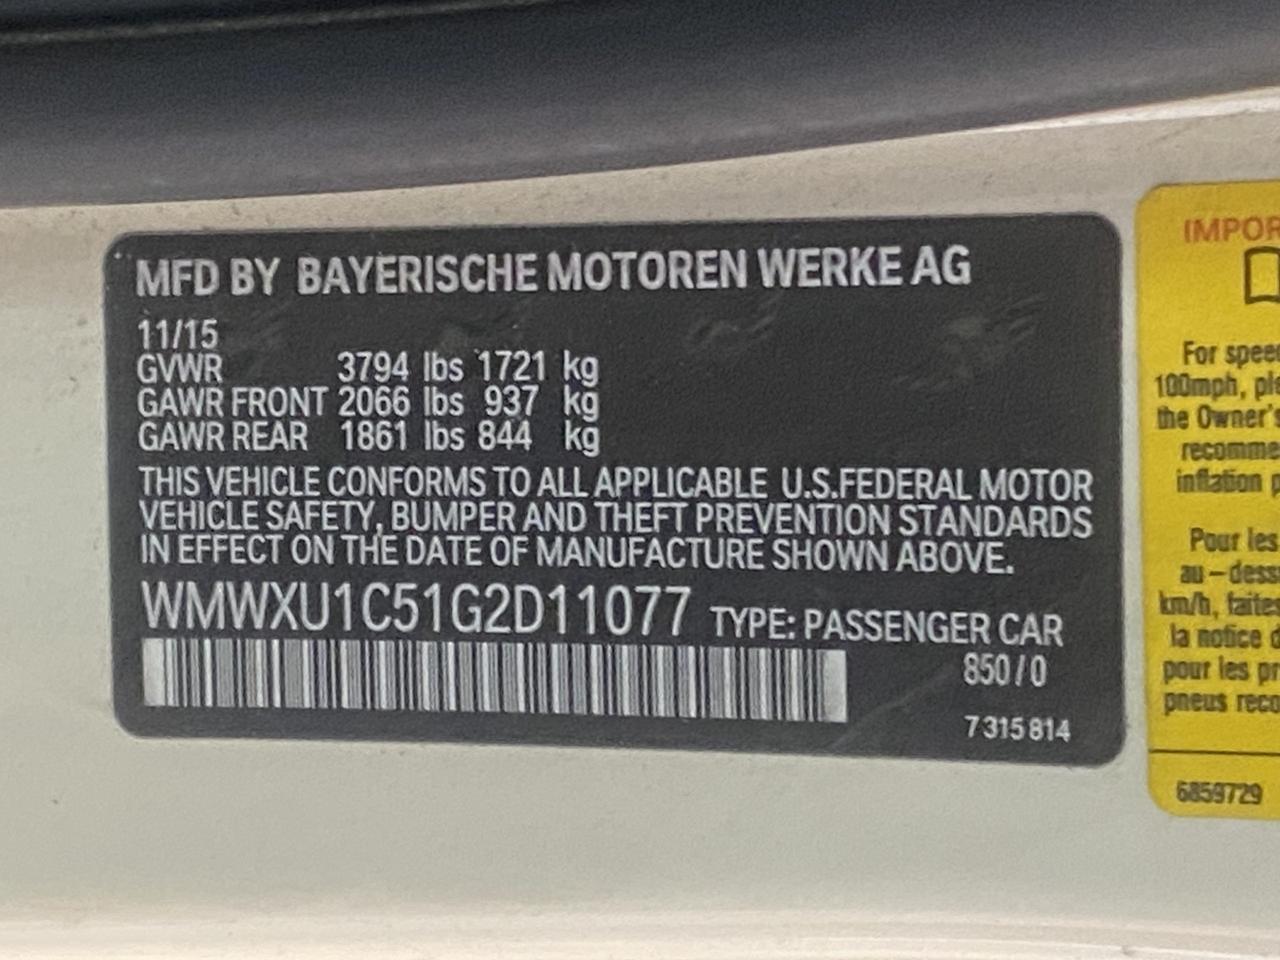 MFD BY BAYERISCHE MOTOREN WERKE AG
11/15
GVWR 3794 lbs 1721 kg
GAWR FRONT 2066 lbs 937 kg
GAWR REAR 1861 lbs 844 kg
THIS VEHICLE CONFORMS TO ALL APPLICABLE U.S.FEDERAL MOTOR
VEHICLE SAFETY, BUMPER AND THEFT PREVENTION STANDARDS
IN EFFECT ON THE DATE OF MANUFACTURE SHOWN ABOVE.
WMWXU1C51G2D11077 TYPE: PASSENGER CAR
850/0
7315814
IMPOR
For spee
100mph, ple
the Owner's
recomme
inflation p
Pour les
au-dess
km/h, faites
la notice d
pour les pr
pneus reco
6859729